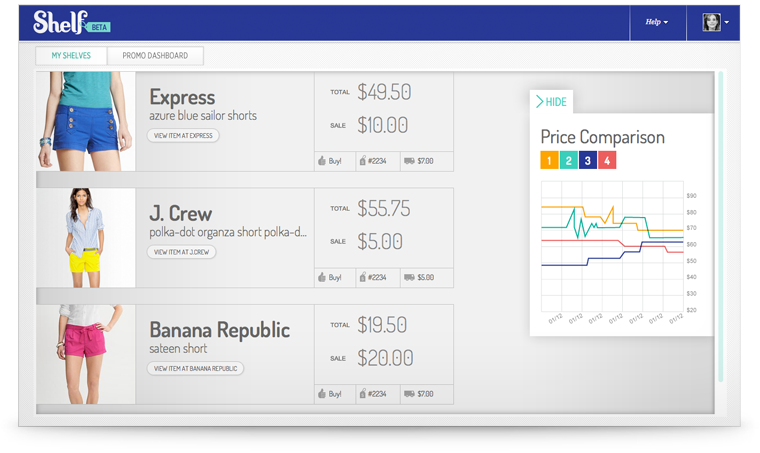 Shelf BETA
Help
MY SHELVES
PROMO DASHBOARD
Express
azure blue sailor shorts
VIEW ITEM AT EXPRESS
TOTAL $49.50
SALE $10.00
Buy! #2234 $7.00
J. Crew
polka-dot organza short polka-d...
VIEW ITEM AT J.CREW
TOTAL $55.75
SALE $5.00
Buy! #2234 $5.00
Banana Republic
sateen short
VIEW ITEM AT BANANA REPUBLIC
TOTAL $19.50
SALE $20.00
Buy! #2234 $7.00
HIDE
Price Comparison
1 2 3 4
$90
$80
$70
$60
$50
$40
$30
$20
01/12 01/12 01/12 01/12 01/12 01/12 01/12